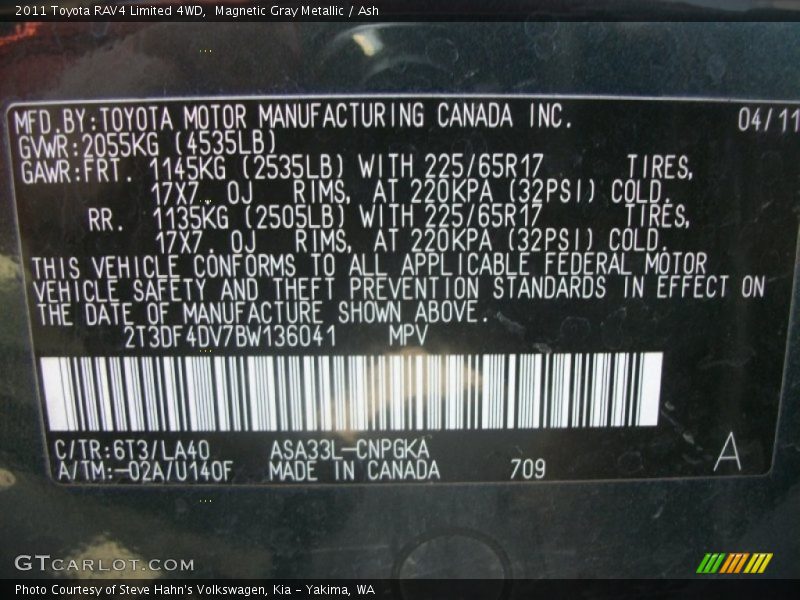 2011 Toyota RAV4 Limited 4WD, Magnetic Gray Metallic / Ash
MFD.BY:TOYOTA MOTOR MANUFACTURING CANADA INC. 04/11
GVWR:2055KG (4535LB)
GAWR:FRT. 1145KG (2535LB) WITH 225/65R17 TIRES,
17X7. 0J RIMS, AT 220KPA (32PSI) COLD.
RR. 1135KG (2505LB) WITH 225/65R17 TIRES,
17X7. 0J RIMS, AT 220KPA (32PSI) COLD.
THIS VEHICLE CONFORMS TO ALL APPLICABLE FEDERAL MOTOR
VEHICLE SAFETY AND THEFT PREVENTION STANDARDS IN EFFECT ON
THE DATE OF MANUFACTURE SHOWN ABOVE.
2T3DF4DV7BW136041 MPV
C/TR:6T3/LA40 ASA33L-CNPGKA
A/TM:-02A/U140F MADE IN CANADA 709 A
GTCARLOT.COM
Photo Courtesy of Steve Hahn's Volkswagen, Kia - Yakima, WA